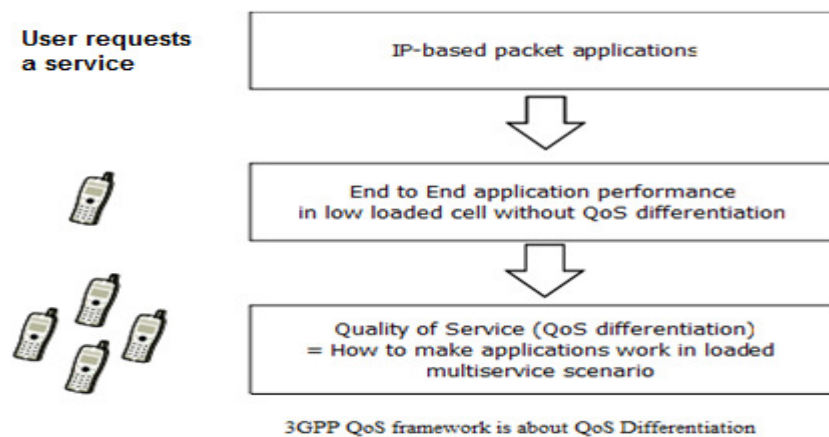 User requests
a service
IP-based packet applications
End to End application performance
in low loaded cell without QoS differentiation
Quality of Service (QoS differentiation)
= How to make applications work in loaded
multiservice scenario
3GPP QoS framework is about QoS Differentiation